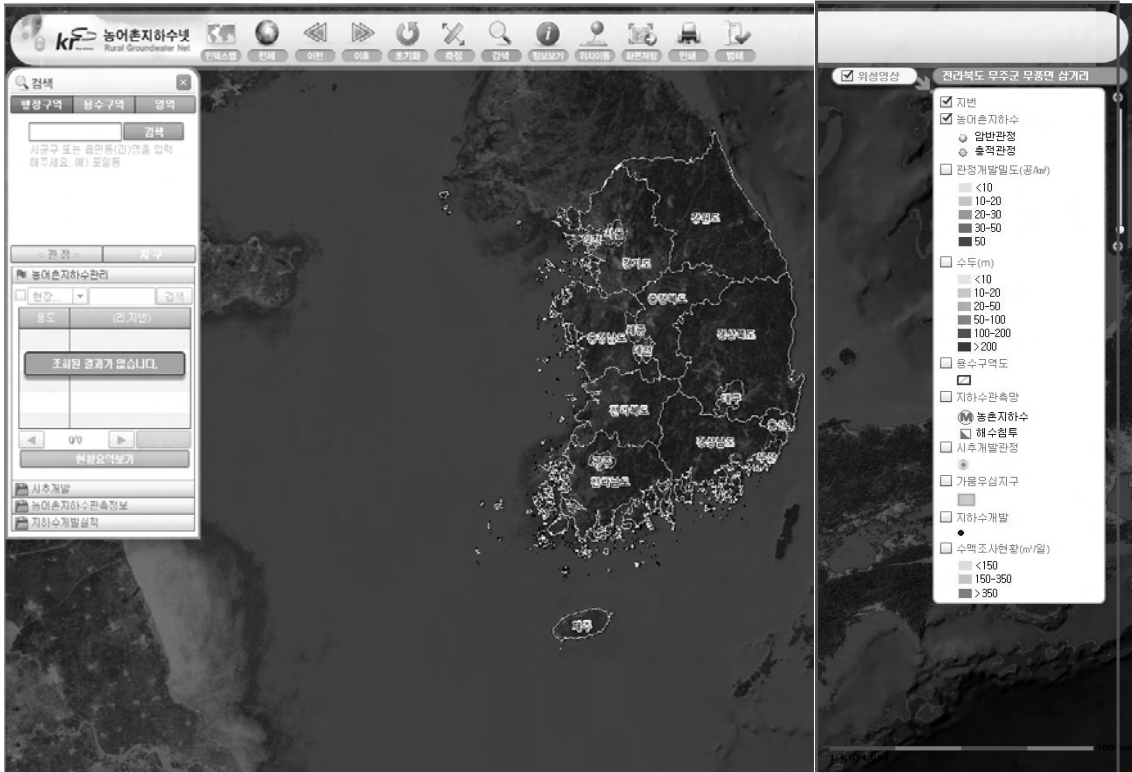 kr 농어촌지하수넷
Rural Groundwater Net
인덱스맵 전체 이전 이후 초기화 측정 검색 정보보기 위치이동 화면저장 인쇄 범례
검색
행정구역 용수구역 영역
검색
시군구 또는 읍면동(리)명을 입력
해주세요. 예) 포일동
관정 지구
농어촌지하수관리
현장... 검색
용도 (리,지번)
조회된 결과가 없습니다.
0/0
현황요약보기
시추개발
농어촌지하수관측정보
지하수개발실적
강원도
서울
인천
경기도
충청북도
세종
충청남도
대전
경상북도
전라북도
대구
울산
경상남도
부산
광주
전라남도
제주
위성영상
전라북도 무주군 무풍면 삼거리
지번
농어촌지하수
암반관정
충적관정
관정개발밀도(공/㎢)
<10
10-20
20-30
30-50
50
수두(m)
<10
10-20
20-50
50-100
100-200
>200
용수구역도
지하수관측망
M 농촌지하수
해수침투
시추개발관정
가뭄우심지구
지하수개발
수맥조사현황(m³/일)
<150
150-350
>350